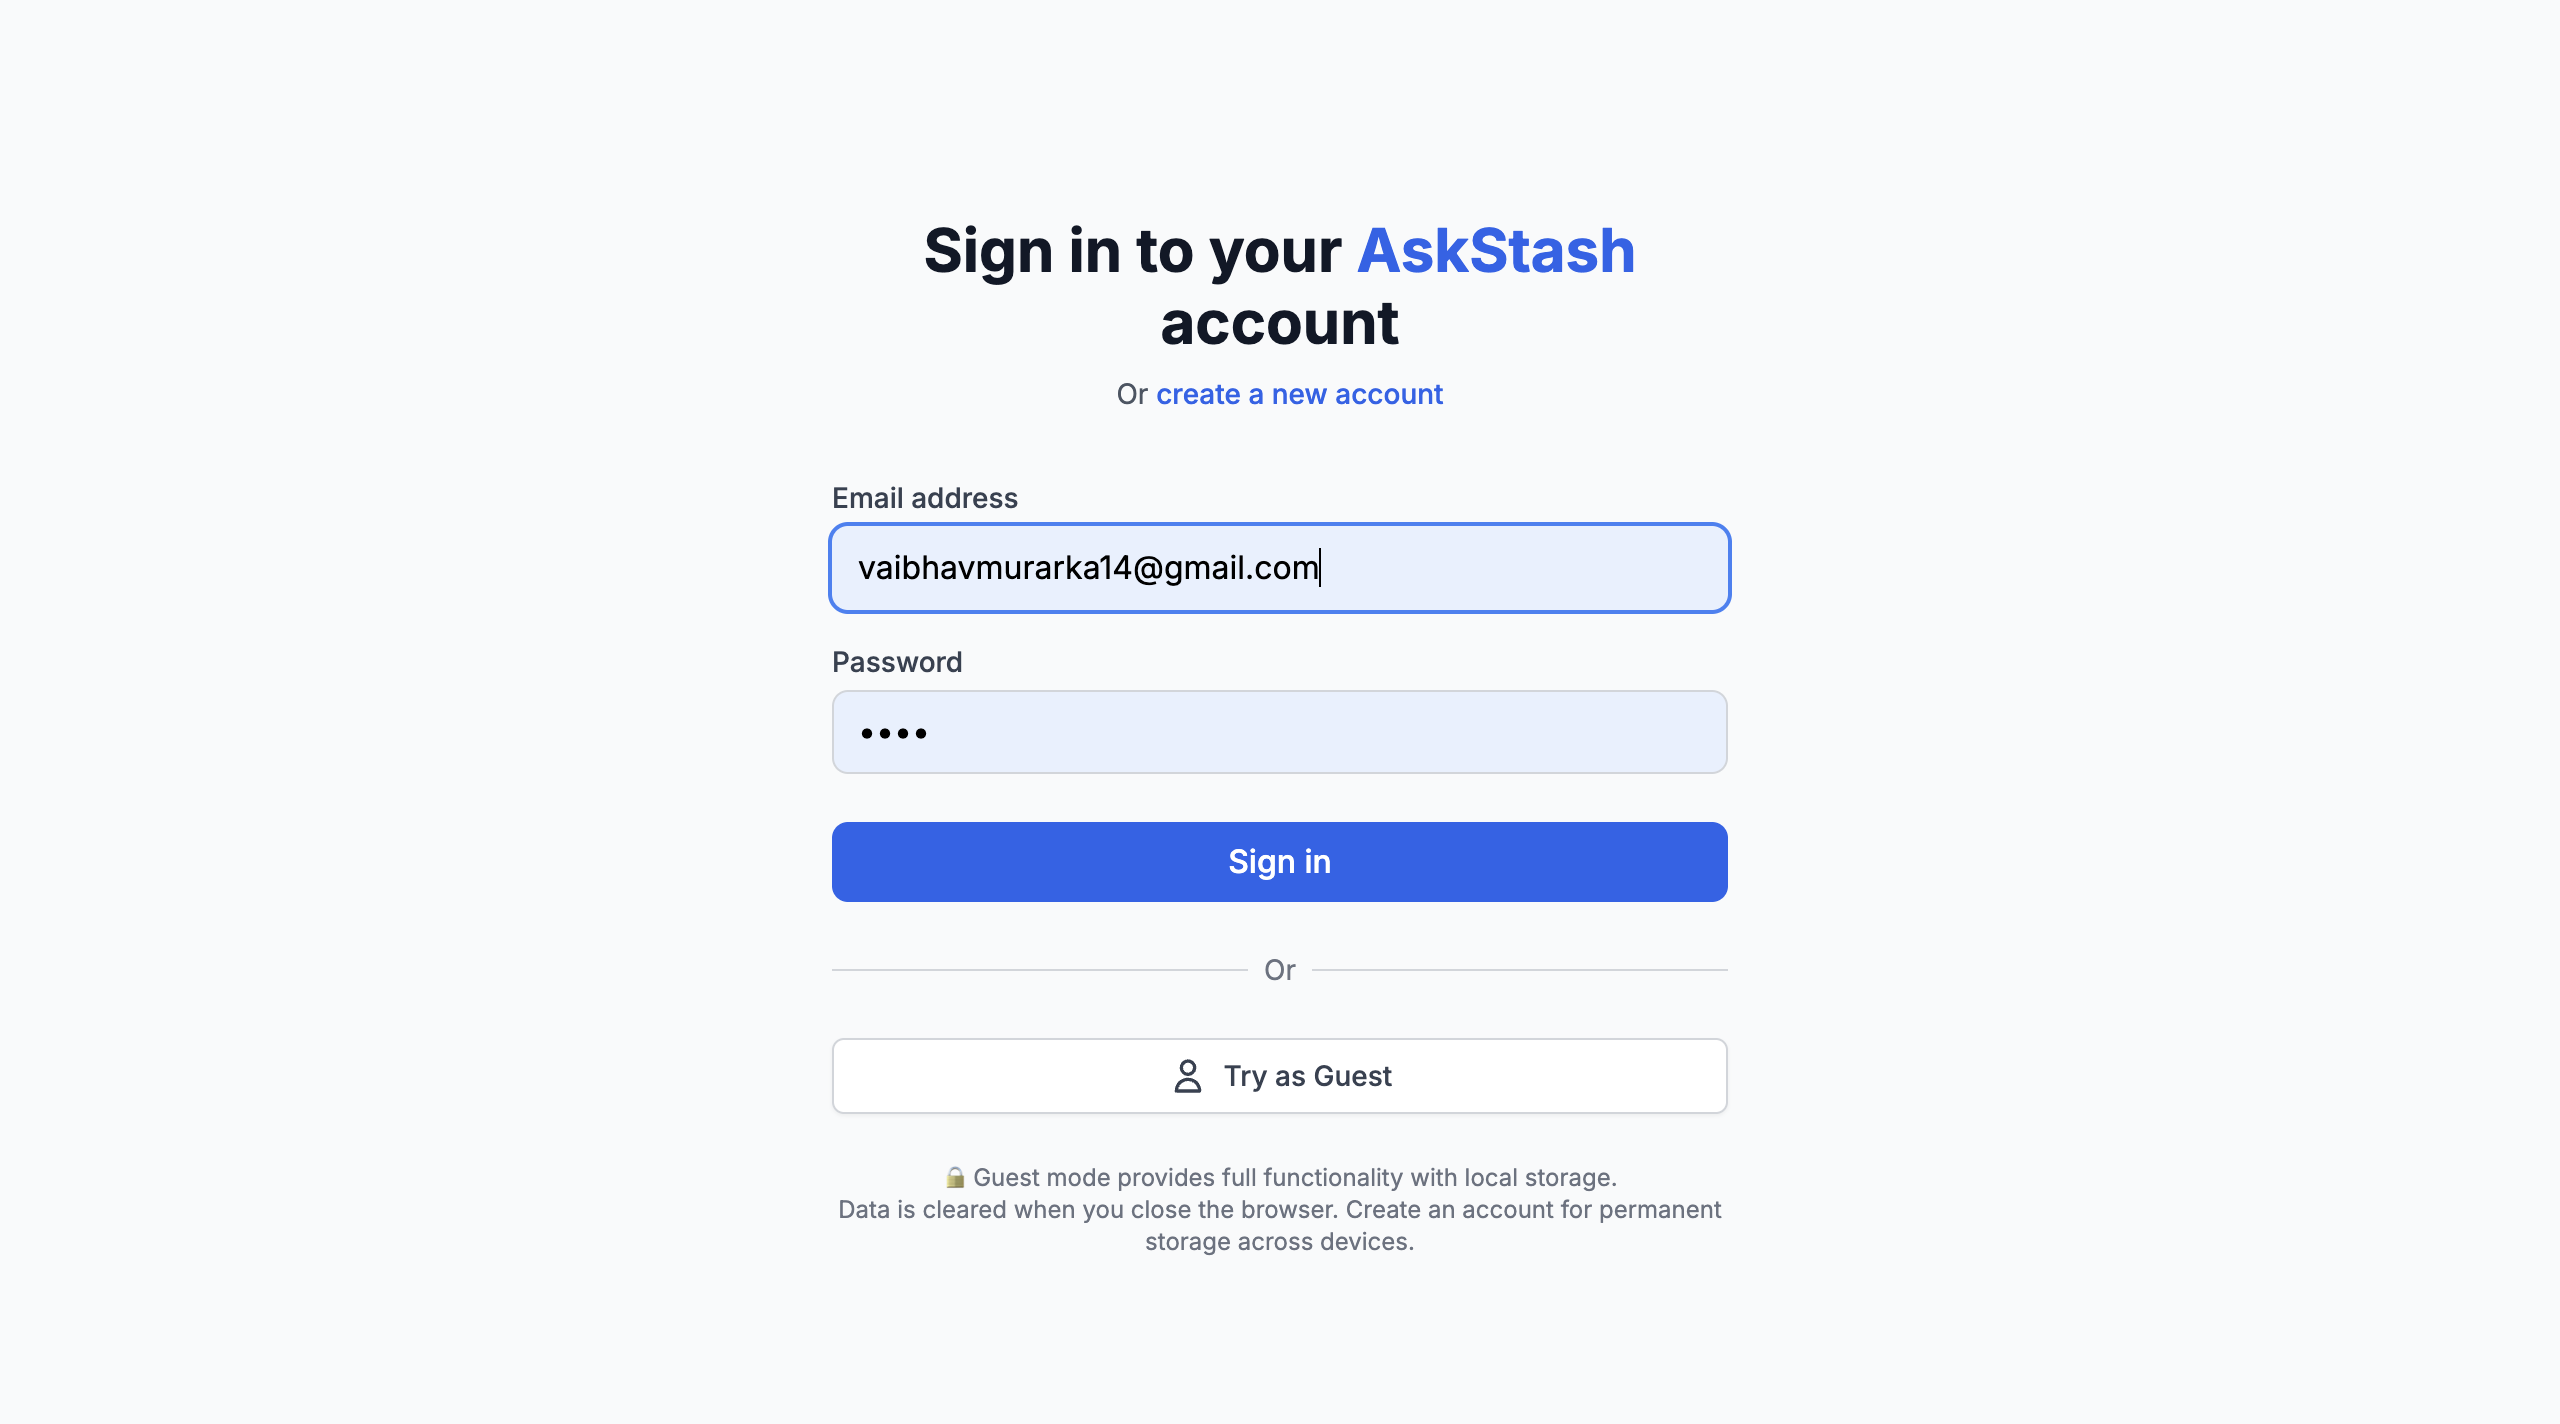 Sign in to your AskStash
account
Or create a new account
Email address
vaibhavmurarka14@gmail.com
Password
••••
Sign in
Or
Try as Guest
🔒 Guest mode provides full functionality with local storage.
Data is cleared when you close the browser. Create an account for permanent
storage across devices.